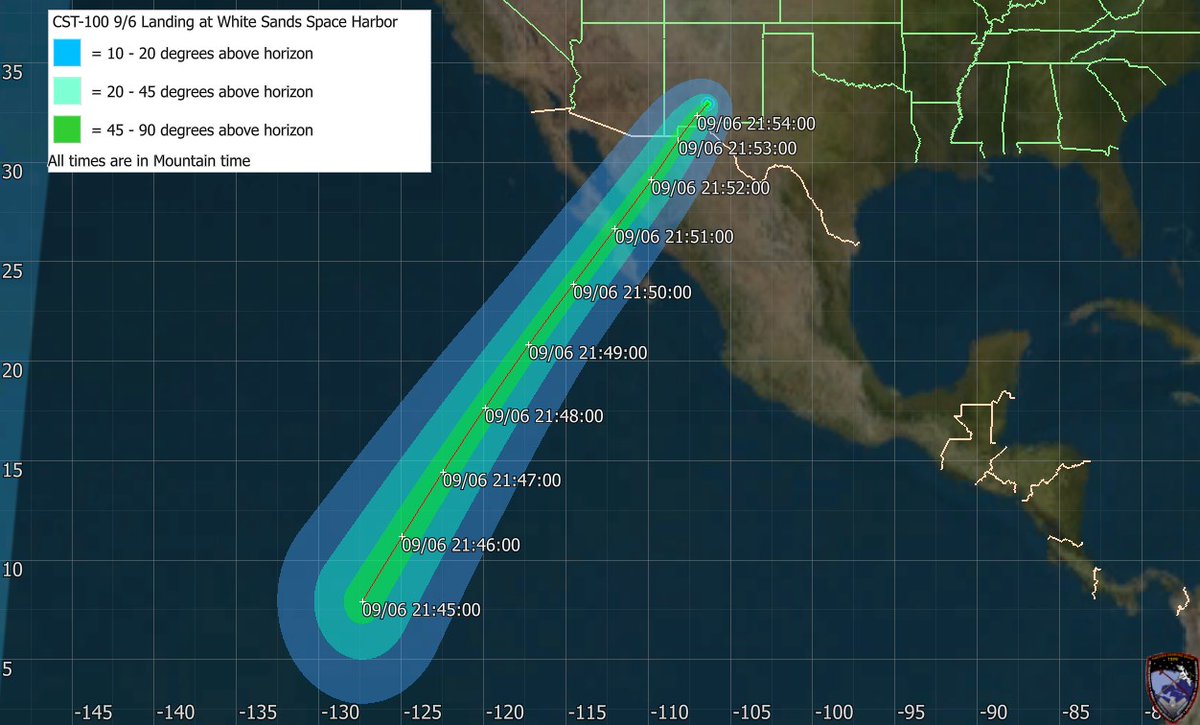 CST-100 9/6 Landing at White Sands Space Harbor
= 10 - 20 degrees above horizon
= 20 - 45 degrees above horizon
= 45 - 90 degrees above horizon
All times are in Mountain time
35
30
25
20
15
10
5
09/06 21:54:00
09/06 21:53:00
09/06 21:52:00
09/06 21:51:00
09/06 21:50:00
09/06 21:49:00
09/06 21:48:00
09/06 21:47:00
09/06 21:46:00
09/06 21:45:00
-145 -140 -135 -130 -125 -120 -115 -110 -105 -100 -95 -90 -85